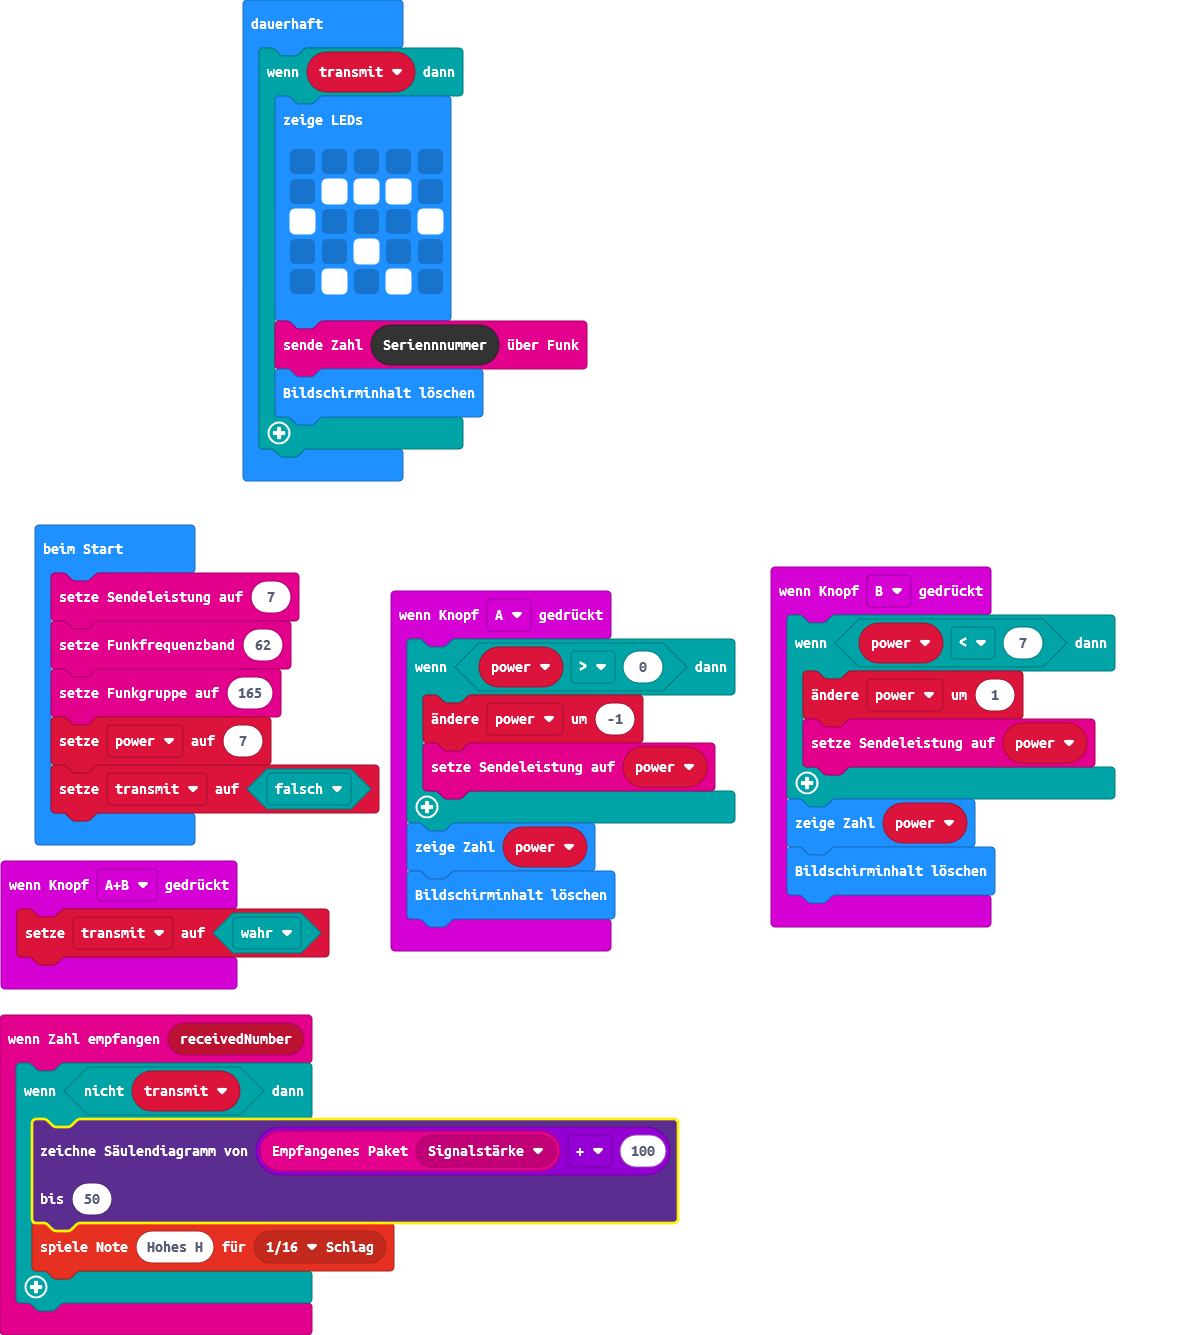 dauerhaft
wenn transmit dann
zeige LEDs
sende Zahl Seriennnummer über Funk
Bildschirminhalt löschen
beim Start
setze Sendeleistung auf 7
setze Funkfrequenzband 62
setze Funkgruppe auf 165
setze power auf 7
setze transmit auf falsch
wenn Knopf A gedrückt
wenn power > 0 dann
ändere power um -1
setze Sendeleistung auf power
zeige Zahl power
Bildschirminhalt löschen
wenn Knopf B gedrückt
wenn power < 7 dann
ändere power um 1
setze Sendeleistung auf power
zeige Zahl power
Bildschirminhalt löschen
wenn Knopf A+B gedrückt
setze transmit auf wahr
wenn Zahl empfangen receivedNumber
wenn nicht transmit dann
zeichne Säulendiagramm von Empfangenes Paket Signalstärke + 100
bis 50
spiele Note Hohes H für 1/16 Schlag